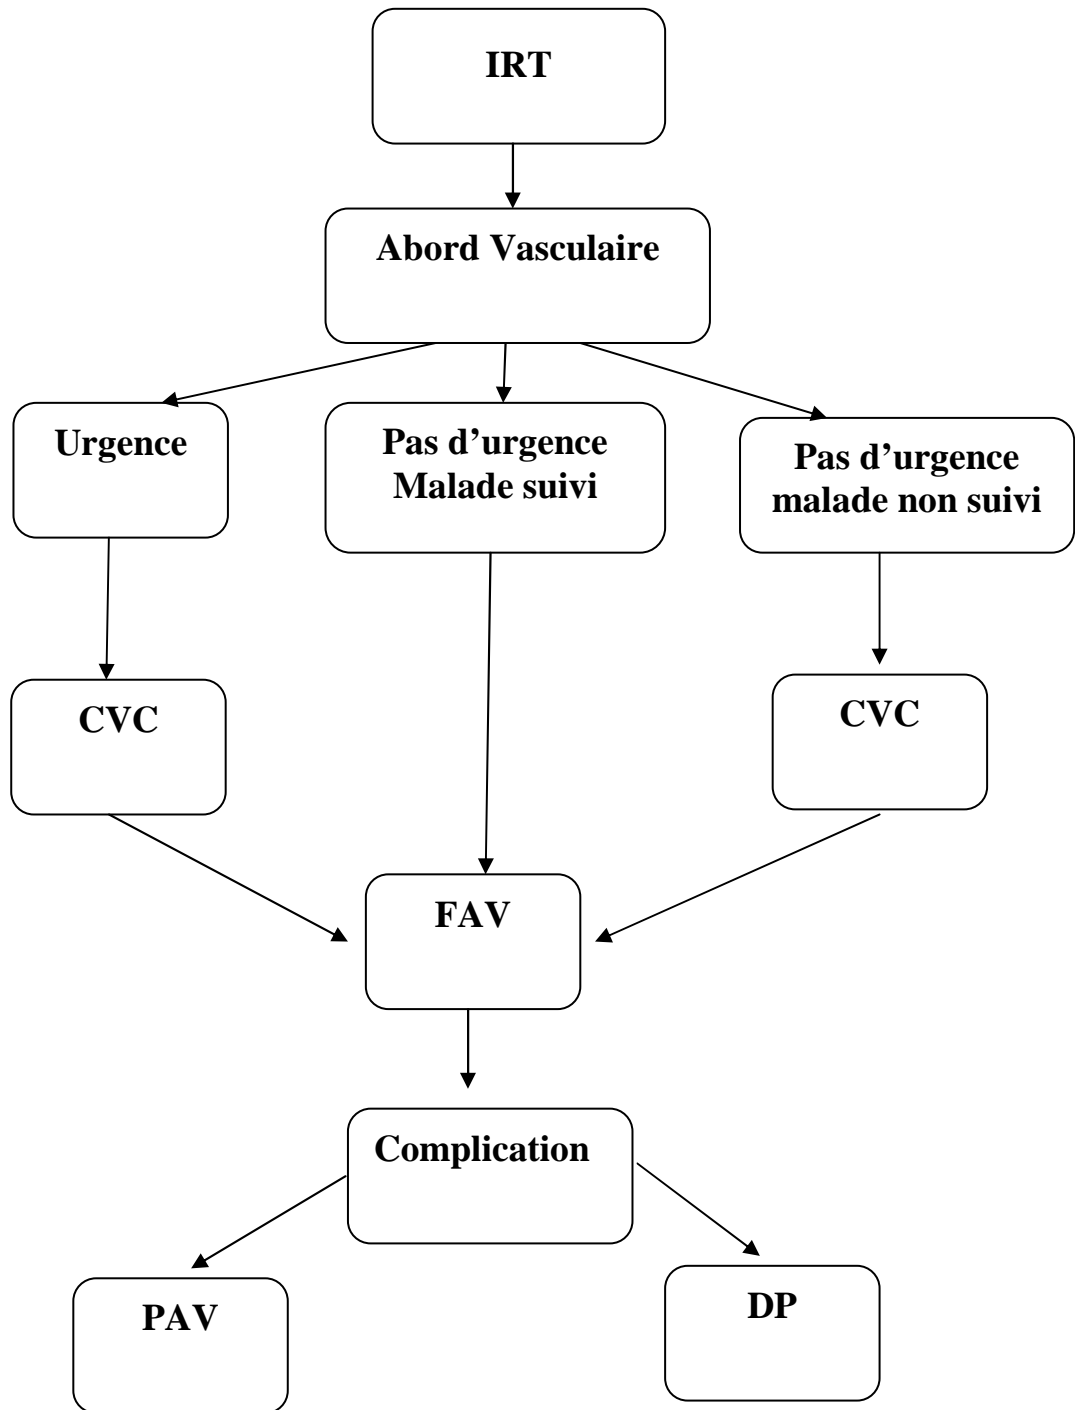 IRT
Abord Vasculaire
Urgence
Pas d’urgence
Malade suivi
Pas d’urgence
malade non suivi
CVC
CVC
FAV
Complication
PAV
DP